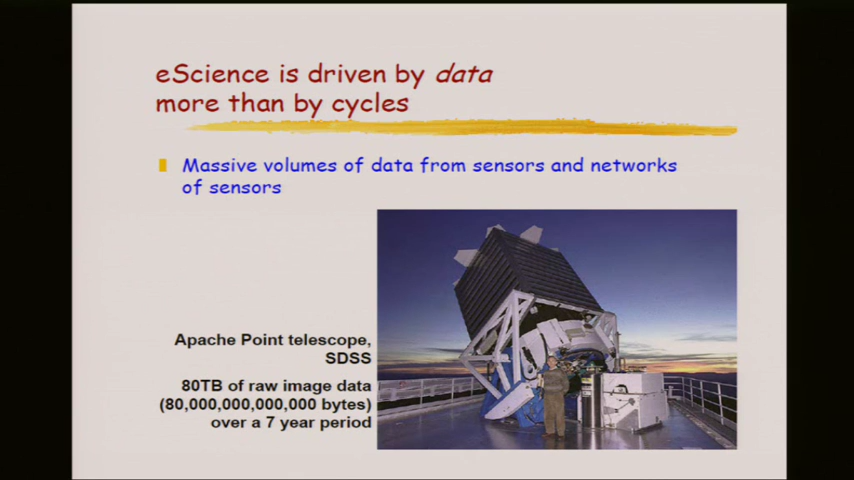 eScience is driven by data
more than by cycles
Massive volumes of data from sensors and networks
of sensors
Apache Point telescope,
SDSS
80TB of raw image data
(80,000,000,000,000 bytes)
over a 7 year period